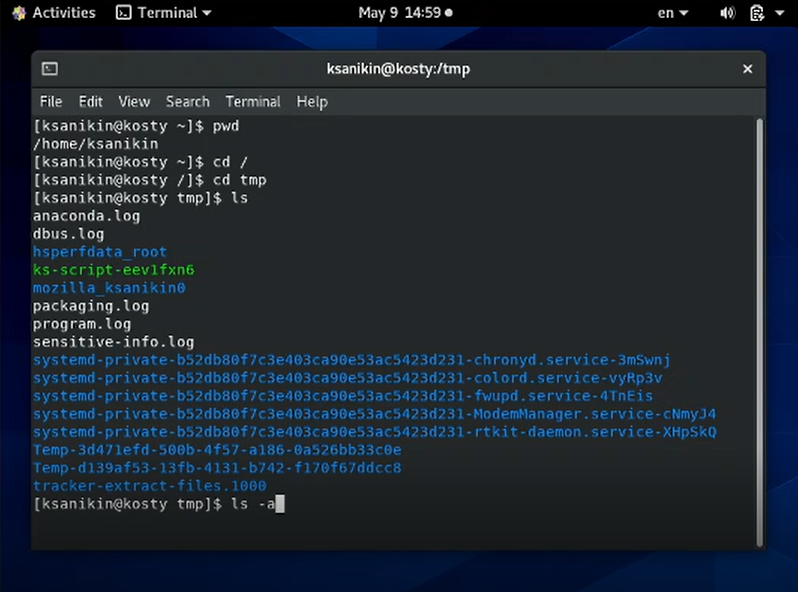 Activities Terminal May 9 14:59 en
ksanikin@kosty:/tmp
File Edit View Search Terminal Help
[ksanikin@kosty ~]$ pwd
/home/ksanikin
[ksanikin@kosty ~]$ cd /
[ksanikin@kosty /]$ cd tmp
[ksanikin@kosty tmp]$ ls
anaconda.log
dbus.log
hsperfdata_root
ks-script-eev1fxn6
mozilla_ksanikin0
packaging.log
program.log
sensitive-info.log
systemd-private-b52db80f7c3e403ca90e53ac5423d231-chronyd.service-3mSwnj
systemd-private-b52db80f7c3e403ca90e53ac5423d231-colord.service-vyRp3v
systemd-private-b52db80f7c3e403ca90e53ac5423d231-fwupd.service-4TnEis
systemd-private-b52db80f7c3e403ca90e53ac5423d231-ModemManager.service-cNmyJ4
systemd-private-b52db80f7c3e403ca90e53ac5423d231-rtkit-daemon.service-XHpSkQ
Temp-3d471efd-500b-4f57-a186-0a526bb33c0e
Temp-d139af53-13fb-4131-b742-f170f67ddcc8
tracker-extract-files.1000
[ksanikin@kosty tmp]$ ls -a